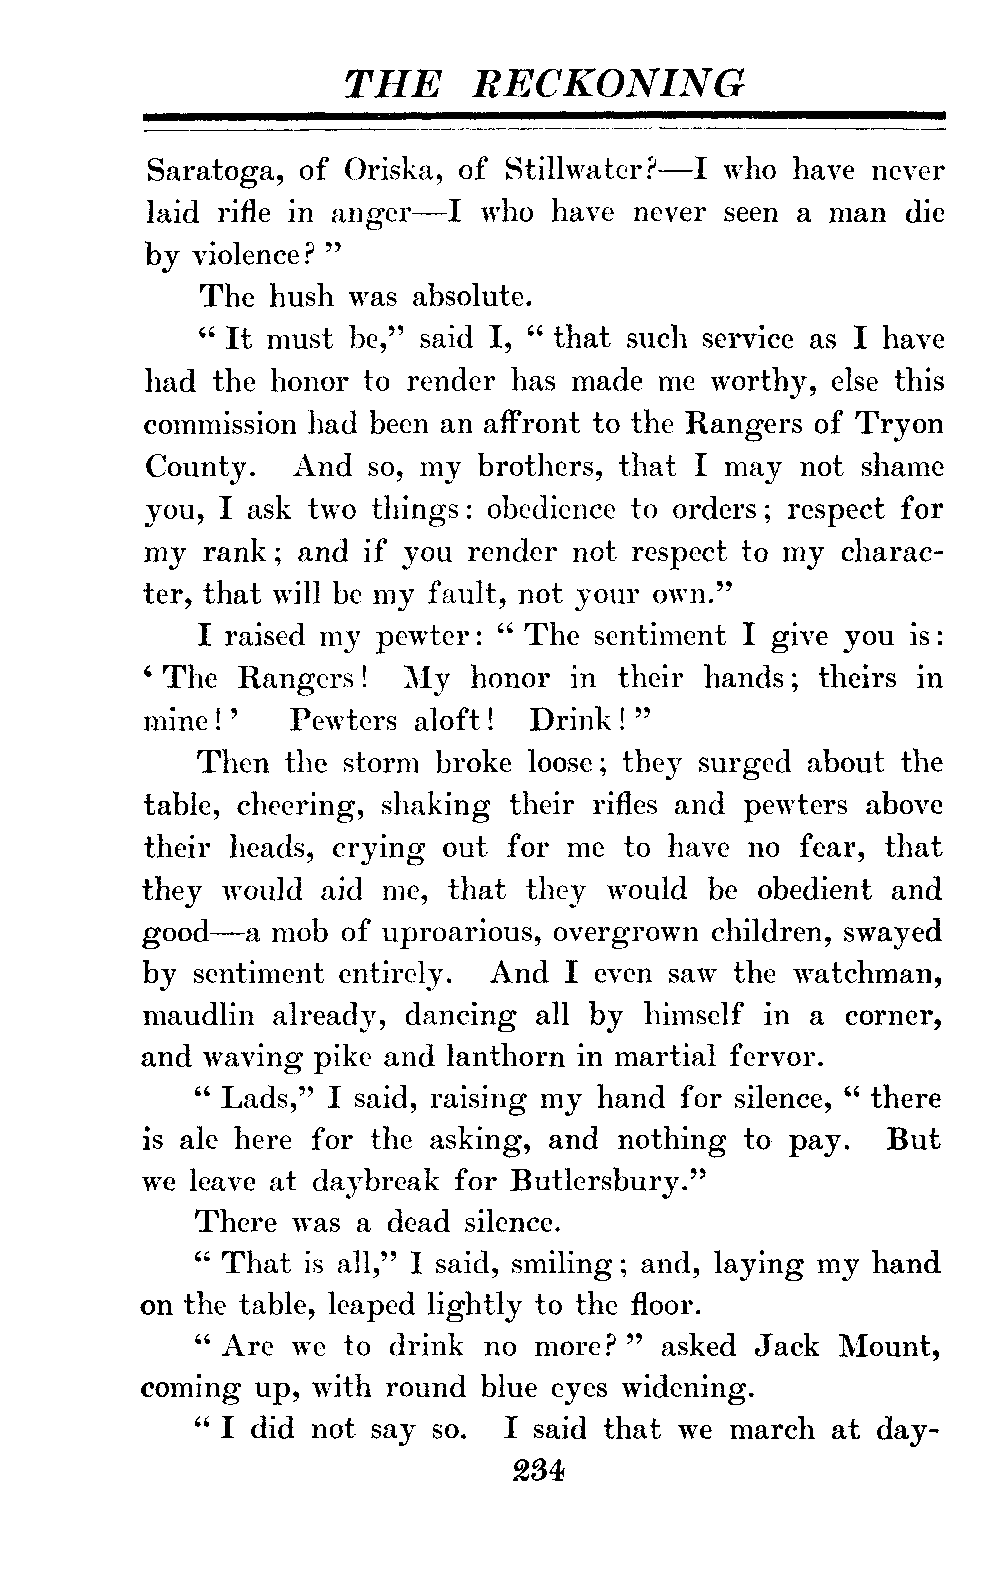 THE RECKONING
Saratoga, of Oriska, of Stillwater?—I who have never
laid rifle in anger—I who have never seen a man die
by violence?”
The hush was absolute.
“It must be,” said I, “that such service as I have
had the honor to render has made me worthy, else this
commission had been an affront to the Rangers of Tryon
County. And so, my brothers, that I may not shame
you, I ask two things: obedience to orders; respect for
my rank; and if you render not respect to my charac-
ter, that will be my fault, not your own.”
I raised my pewter: “The sentiment I give you is:
‘The Rangers! My honor in their hands; theirs in
mine!’ Pewters aloft! Drink!”
Then the storm broke loose; they surged about the
table, cheering, shaking their rifles and pewters above
their heads, crying out for me to have no fear, that
they would aid me, that they would be obedient and
good—a mob of uproarious, overgrown children, swayed
by sentiment entirely. And I even saw the watchman,
maudlin already, dancing all by himself in a corner,
and waving pike and lanthorn in martial fervor.
“Lads,” I said, raising my hand for silence, “there
is ale here for the asking, and nothing to pay. But
we leave at daybreak for Butlersbury.”
There was a dead silence.
“That is all,” I said, smiling; and, laying my hand
on the table, leaped lightly to the floor.
“Are we to drink no more?” asked Jack Mount,
coming up, with round blue eyes widening.
“I did not say so. I said that we march at day-
234